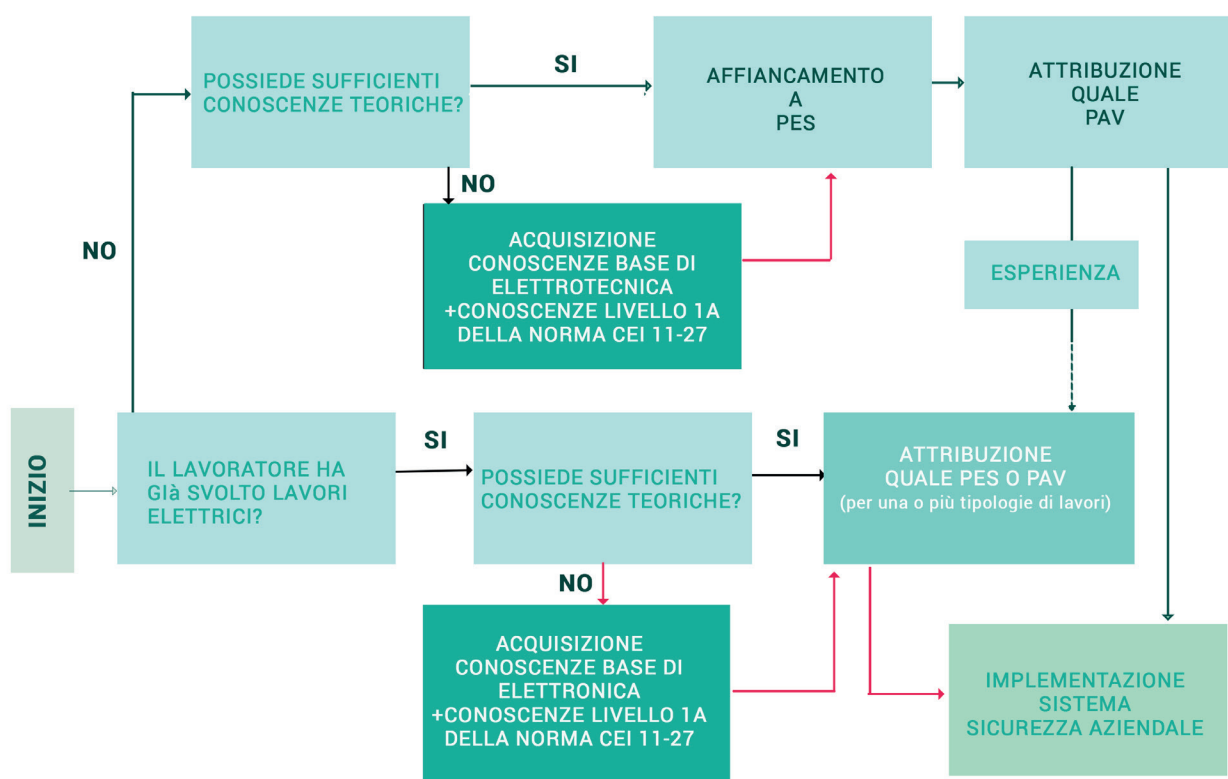 POSSIEDE SUFFICIENTI
CONOSCENZE TEORICHE?
SI
AFFIANCAMENTO
A
PES
ATTRIBUZIONE
QUALE
PAV
NO
NO
ACQUISIZIONE
CONOSCENZE BASE DI
ELETTROTECNICA
+CONOSCENZE LIVELLO 1A
DELLA NORMA CEI 11-27
ESPERIENZA
INIZIO
IL LAVORATORE HA
GIà SVOLTO LAVORI
ELETTRICI?
SI
POSSIEDE SUFFICIENTI
CONOSCENZE TEORICHE?
SI
ATTRIBUZIONE
QUALE PES O PAV
(per una o più tipologie di lavori)
NO
ACQUISIZIONE
CONOSCENZE BASE DI
ELETTRONICA
+CONOSCENZE LIVELLO 1A
DELLA NORMA CEI 11-27
IMPLEMENTAZIONE
SISTEMA
SICUREZZA AZIENDALE